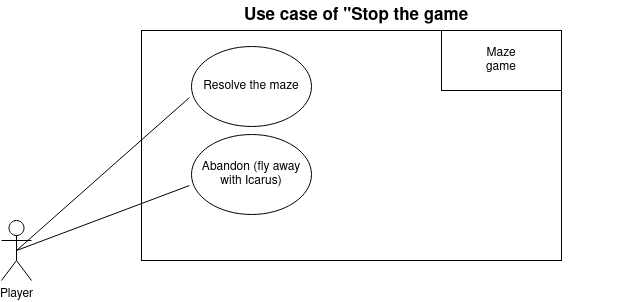 Use case of "Stop the game
Maze
game
Resolve the maze
Abandon (fly away
with Icarus)
Player